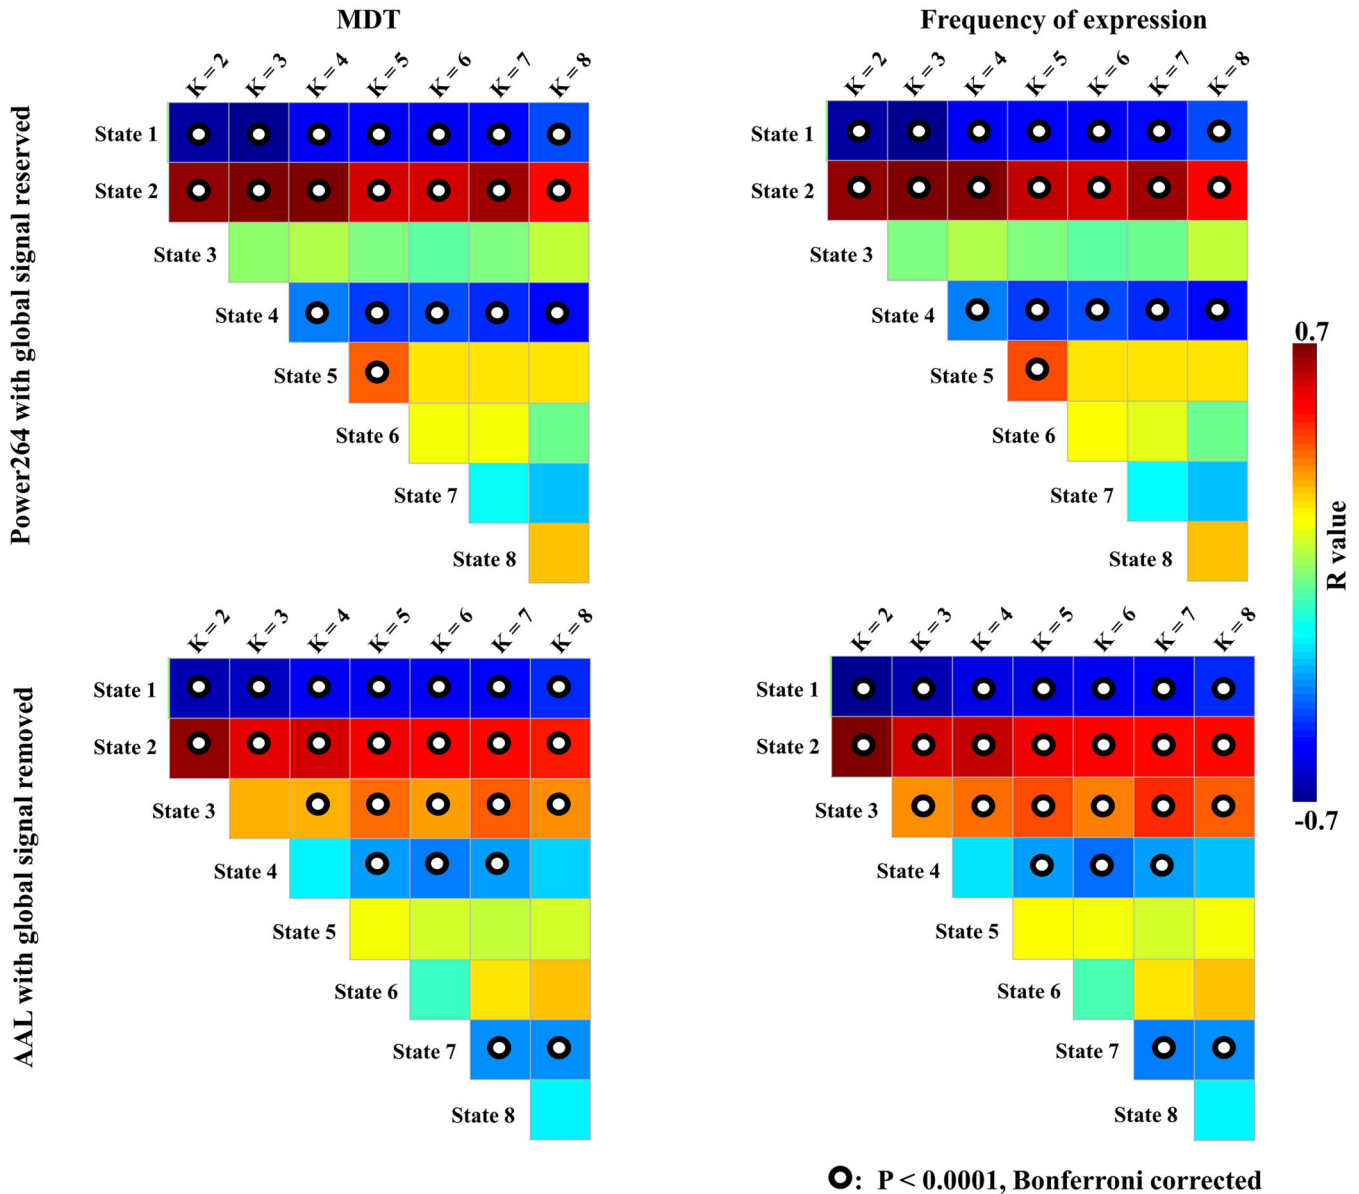 MDT
Frequency of expression
K = 2 K = 3 K = 4 K = 5 K = 6 K = 7 K = 8
K = 2 K = 3 K = 4 K = 5 K = 6 K = 7 K = 8
Power264 with global signal reserved
State 1
State 2
State 3
State 4
State 5
State 6
State 7
State 8
State 1
State 2
State 3
State 4
State 5
State 6
State 7
State 8
0.7
R value
-0.7
K = 2 K = 3 K = 4 K = 5 K = 6 K = 7 K = 8
K = 2 K = 3 K = 4 K = 5 K = 6 K = 7 K = 8
AAL with global signal removed
State 1
State 2
State 3
State 4
State 5
State 6
State 7
State 8
State 1
State 2
State 3
State 4
State 5
State 6
State 7
State 8
: P < 0.0001, Bonferroni corrected